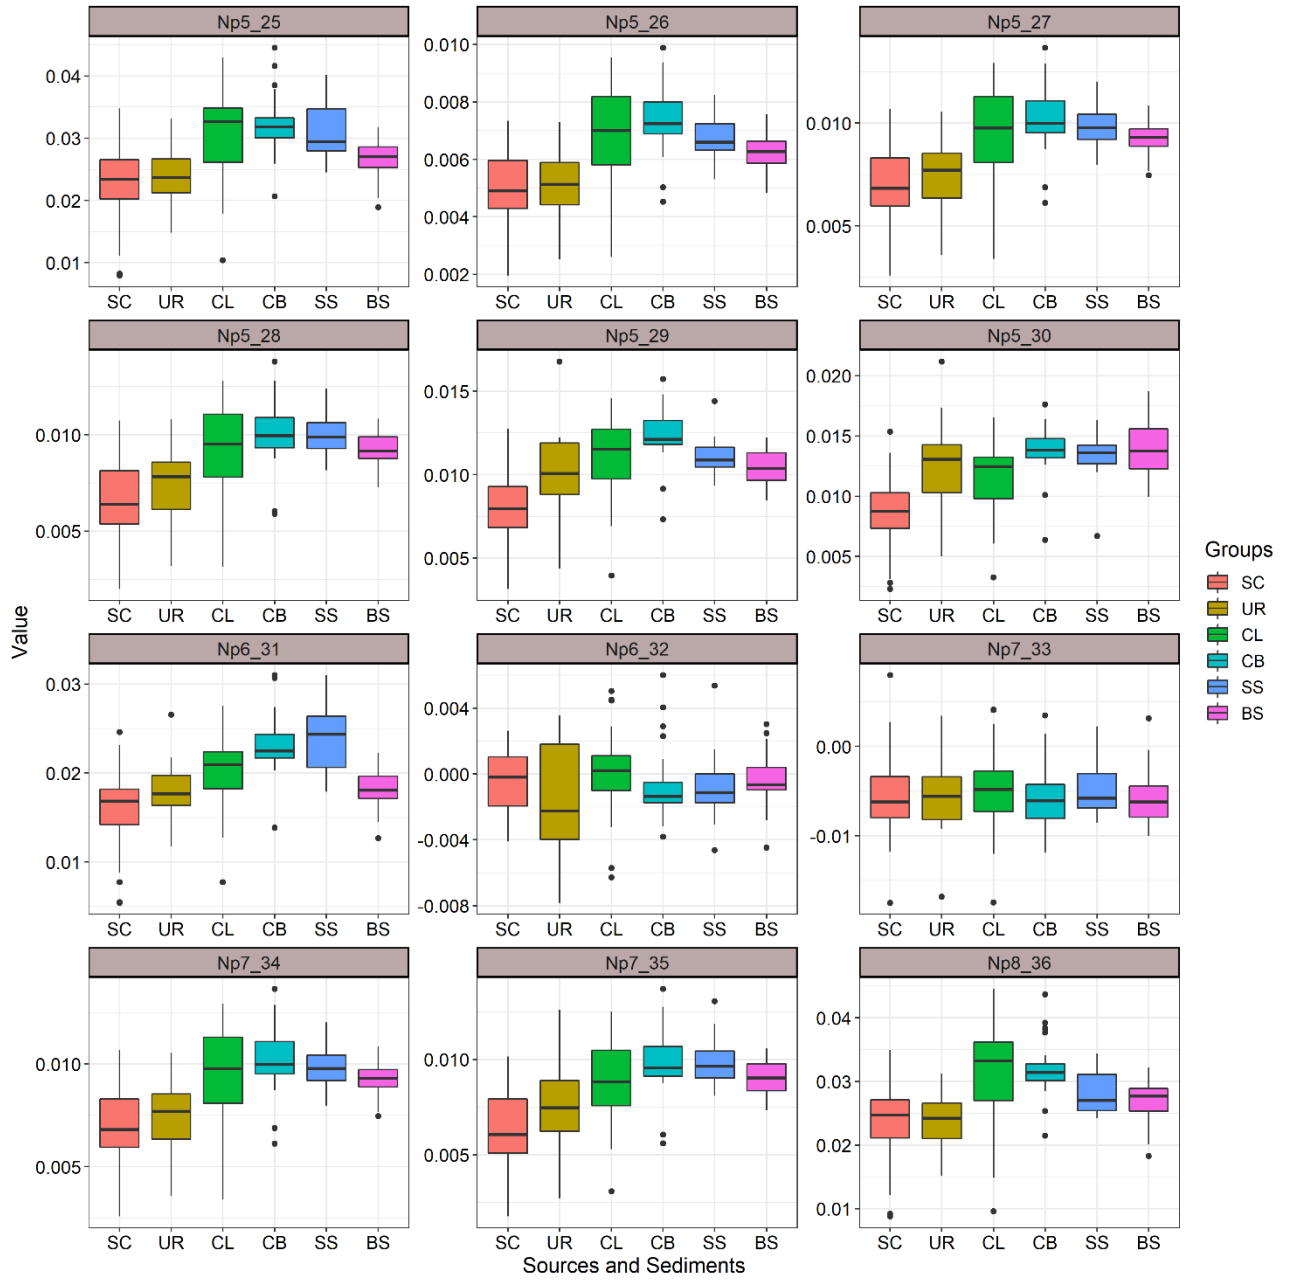 Np5_25 Np5_26 Np5_27
0.04
0.03
0.02
0.01
0.010
0.008
0.006
0.004
0.002
0.010
0.005
SC UR CL CB SS BS SC UR CL CB SS BS SC UR CL CB SS BS
Np5_28 Np5_29 Np5_30
0.010
0.005
0.015
0.010
0.005
0.020
0.015
0.010
0.005
SC UR CL CB SS BS SC UR CL CB SS BS SC UR CL CB SS BS
Np6_31 Np6_32 Np7_33
0.03
0.02
0.01
0.004
0.000
-0.004
-0.008
0.00
-0.01
SC UR CL CB SS BS SC UR CL CB SS BS SC UR CL CB SS BS
Np7_34 Np7_35 Np8_36
0.010
0.005
0.010
0.005
0.04
0.03
0.02
0.01
SC UR CL CB SS BS SC UR CL CB SS BS SC UR CL CB SS BS
Value
Sources and Sediments
Groups
SC
UR
CL
CB
SS
BS